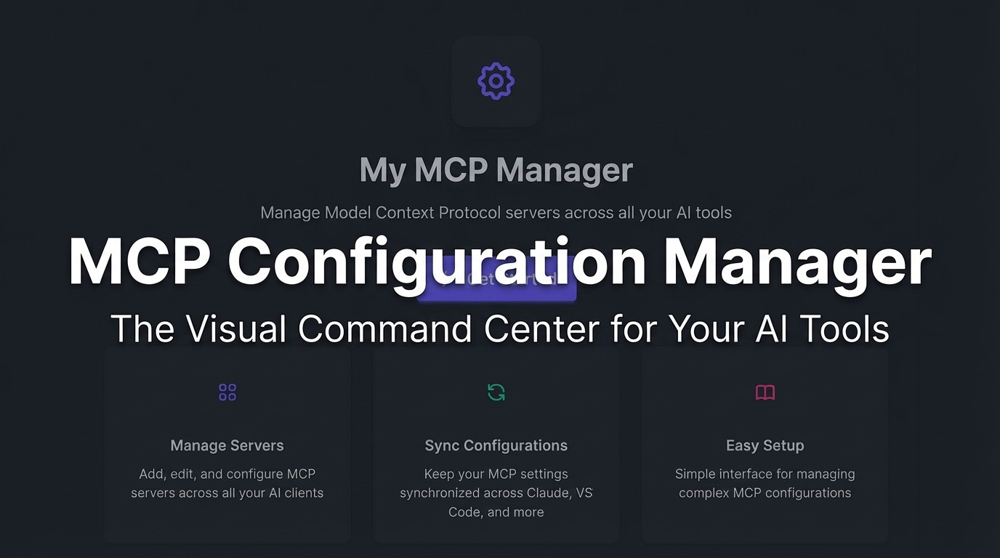 My MCP Manager
Manage Model Context Protocol servers across all your AI tools
MCP Configuration Manager
The Visual Command Center for Your AI Tools
Manage Servers
Add, edit, and configure MCP
servers across all your AI clients
Sync Configurations
Keep your MCP settings
synchronized across Claude, VS
Code, and more
Easy Setup
Simple interface for managing
complex MCP configurations